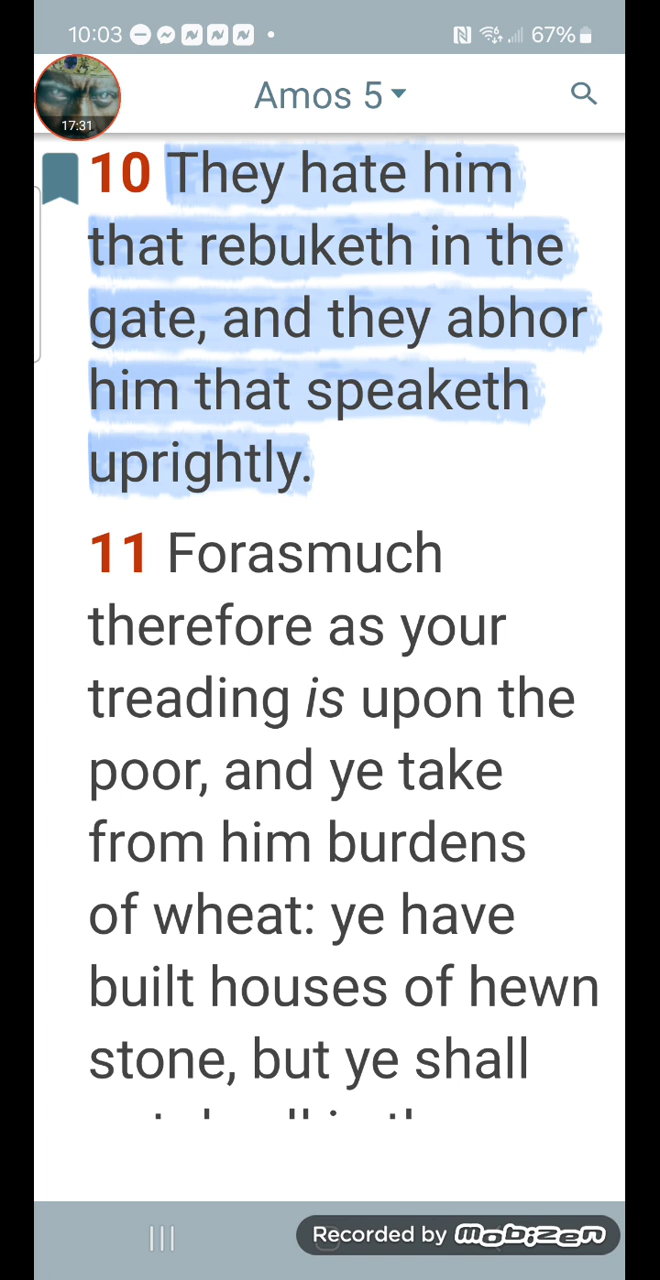 10:03 67%
17:31
Amos 5
10 They hate him
that rebuketh in the
gate, and they abhor
him that speaketh
uprightly.
11 Forasmuch
therefore as your
treading is upon the
poor, and ye take
from him burdens
of wheat: ye have
built houses of hewn
stone, but ye shall
Recorded by mobizen